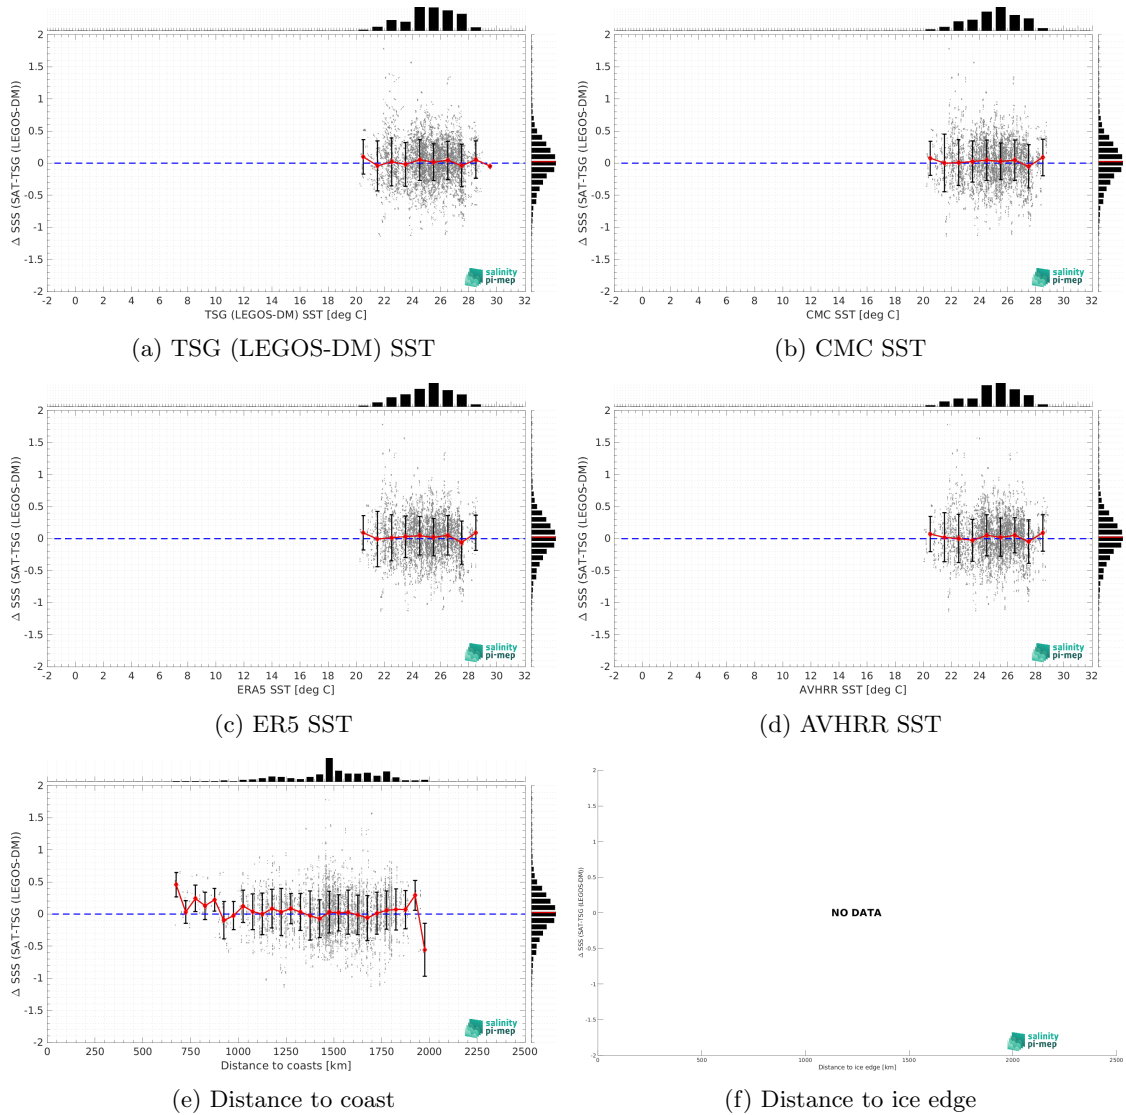 2
1.5
1
0.5
0
-0.5
-1
-1.5
-2
Δ SSS (SAT-TSG (LEGOS-DM))
salinity
pi-mep
-2 0 2 4 6 8 10 12 14 16 18 20 22 24 26 28 30 32
TSG (LEGOS-DM) SST [deg C]
(a) TSG (LEGOS-DM) SST
2
1.5
1
0.5
0
-0.5
-1
-1.5
-2
Δ SSS (SAT-TSG (LEGOS-DM))
salinity
pi-mep
-2 0 2 4 6 8 10 12 14 16 18 20 22 24 26 28 30 32
CMC SST [deg C]
(b) CMC SST
2
1.5
1
0.5
0
-0.5
-1
-1.5
-2
Δ SSS (SAT-TSG (LEGOS-DM))
salinity
pi-mep
-2 0 2 4 6 8 10 12 14 16 18 20 22 24 26 28 30 32
ERA5 SST [deg C]
(c) ER5 SST
2
1.5
1
0.5
0
-0.5
-1
-1.5
-2
Δ SSS (SAT-TSG (LEGOS-DM))
salinity
pi-mep
-2 0 2 4 6 8 10 12 14 16 18 20 22 24 26 28 30 32
AVHRR SST [deg C]
(d) AVHRR SST
2
1.5
1
0.5
0
-0.5
-1
-1.5
-2
Δ SSS (SAT-TSG (LEGOS-DM))
salinity
pi-mep
0 250 500 750 1000 1250 1500 1750 2000 2250 2500
Distance to coasts [km]
(e) Distance to coast
2
1.5
1
0.5
0
-0.5
-1
-1.5
-2
Δ SSS (SAT-TSG (LEGOS-DM))
NO DATA
salinity
pi-mep
0 500 1000 1500 2000 2500
Distance to ice edge [km]
(f) Distance to ice edge